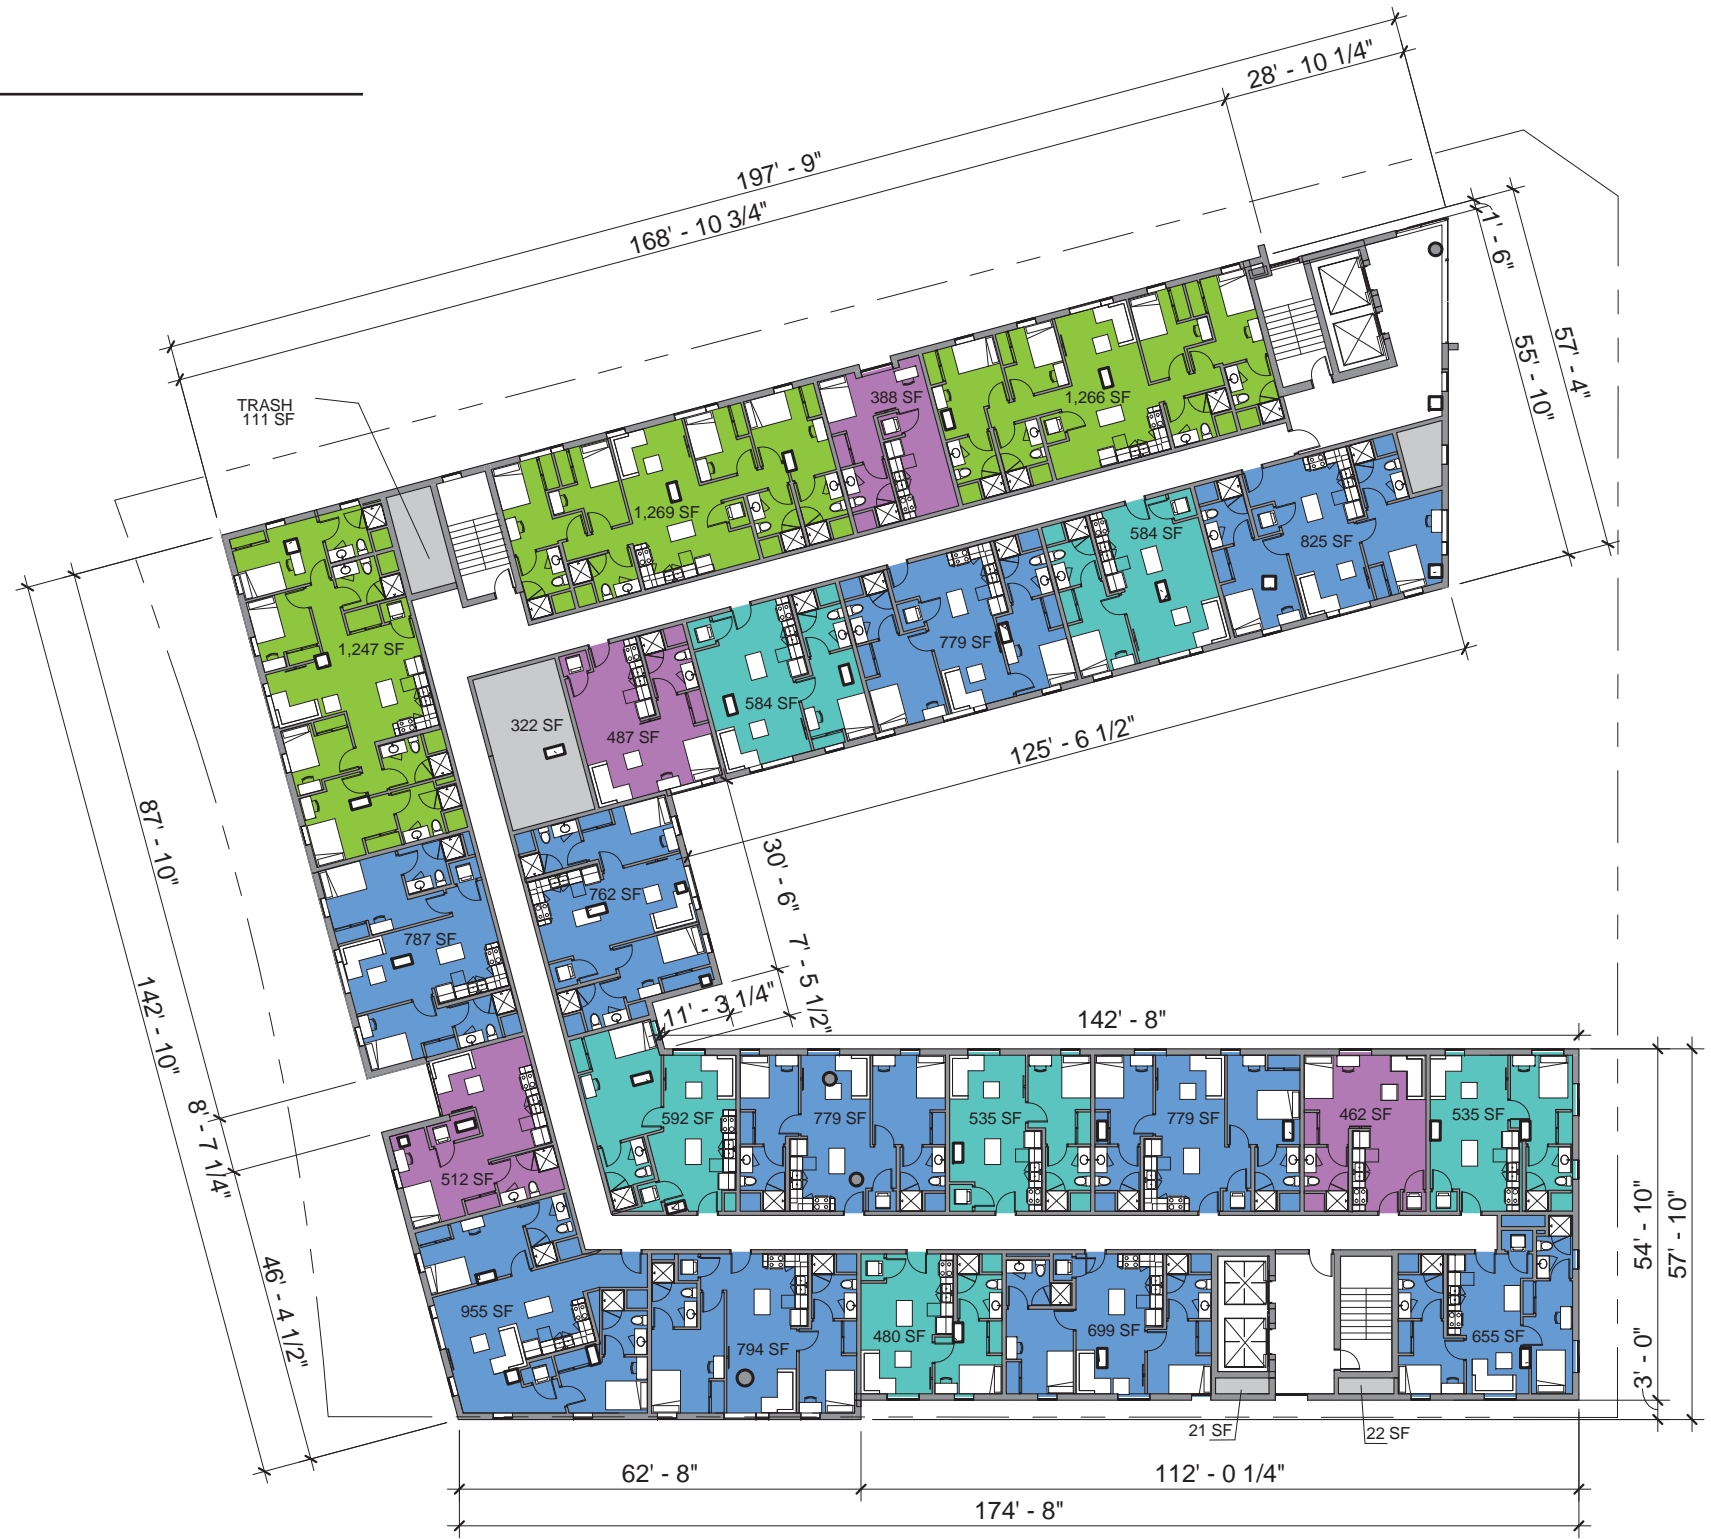 28' - 10 1/4"
197' - 9"
168' - 10 3/4"
1' - 6"
57' - 4"
55' - 10"
TRASH
111 SF
388 SF
1,266 SF
1,269 SF
584 SF
825 SF
1,247 SF
779 SF
584 SF
322 SF
487 SF
125' - 6 1/2"
87' - 10"
30' - 6"
762 SF
787 SF
7' - 5 1/2"
142' - 10"
11' - 3 1/4"
142' - 8"
8' - 7 1/4"
592 SF
779 SF
535 SF
779 SF
462 SF
535 SF
512 SF
54' - 10"
57' - 10"
46' - 4 1/2"
955 SF
794 SF
480 SF
699 SF
655 SF
3' - 0"
21 SF
22 SF
62' - 8"
112' - 0 1/4"
174' - 8"